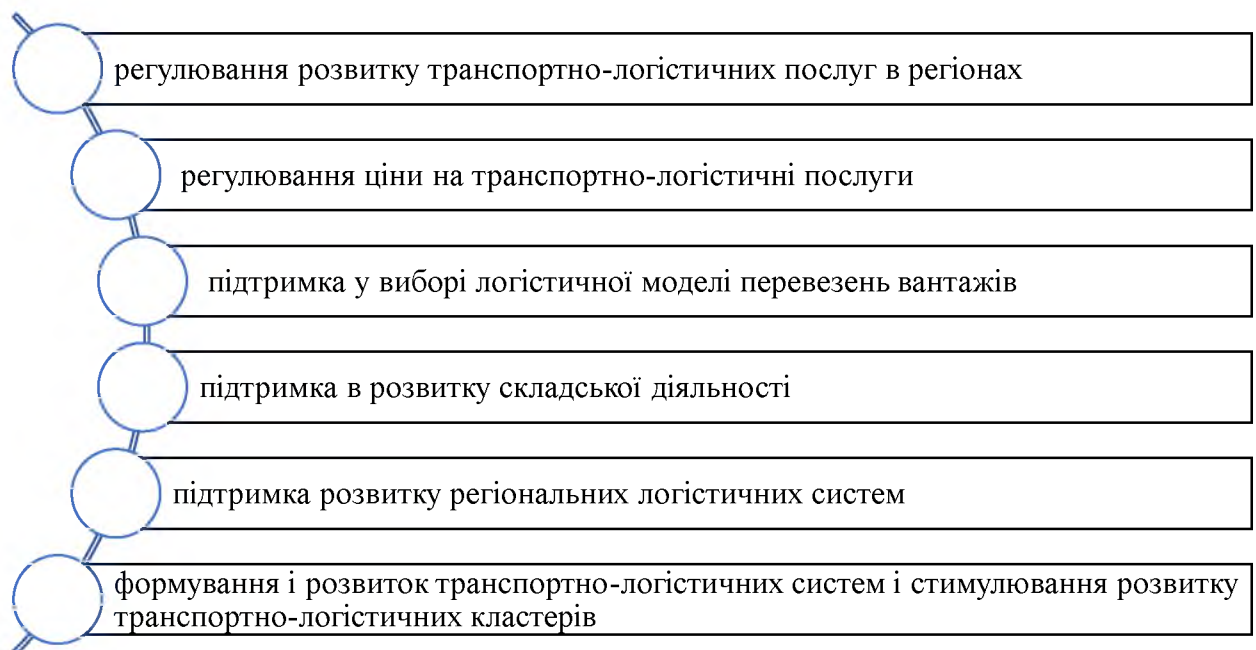 регулювання розвитку транспортно-логістичних послуг в регіонах
регулювання ціни на транспортно-логістичні послуги
підтримка у виборі логістичної моделі перевезень вантажів
підтримка в розвитку складської діяльності
підтримка розвитку регіональних логістичних систем
формування і розвиток транспортно-логістичних систем і стимулювання розвитку
транспортно-логістичних кластерів